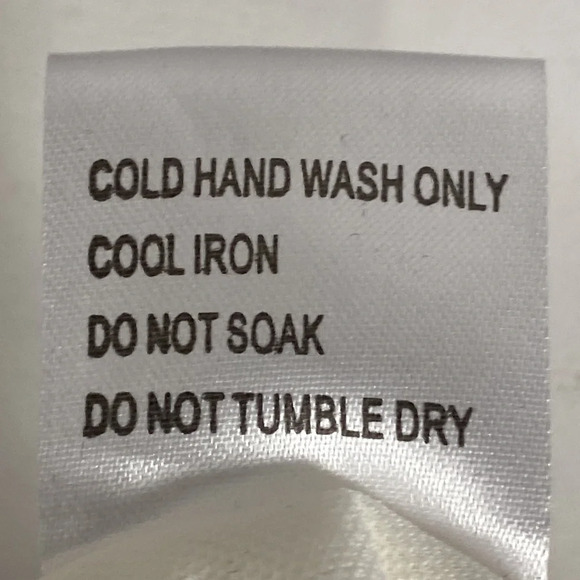 COLD HAND WASH ONLY
COOL IRON
DO NOT SOAK
DO NOT TUMBLE DRY